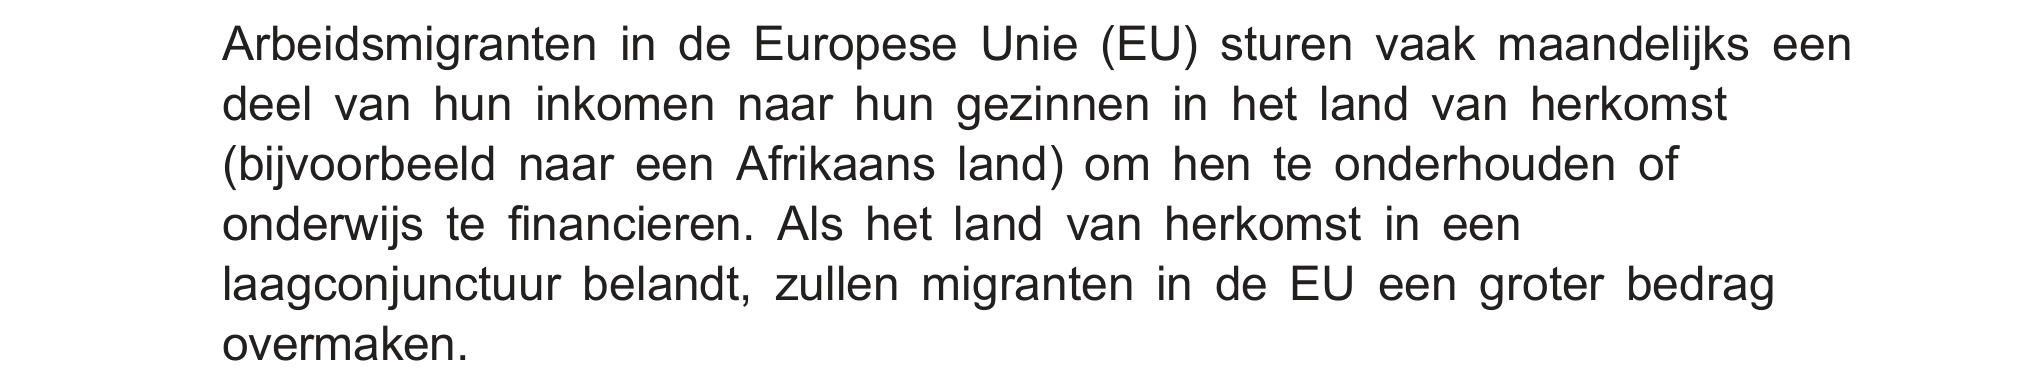 Arbeidsmigranten in de Europese Unie (EU) sturen vaak maandelijks een
deel van hun inkomen naar hun gezinnen in het land van herkomst
(bijvoorbeeld naar een Afrikaans land) om hen te onderhouden of
onderwijs te financieren. Als het land van herkomst in een
laagconjunctuur belandt, zullen migranten in de EU een groter bedrag
overmaken.